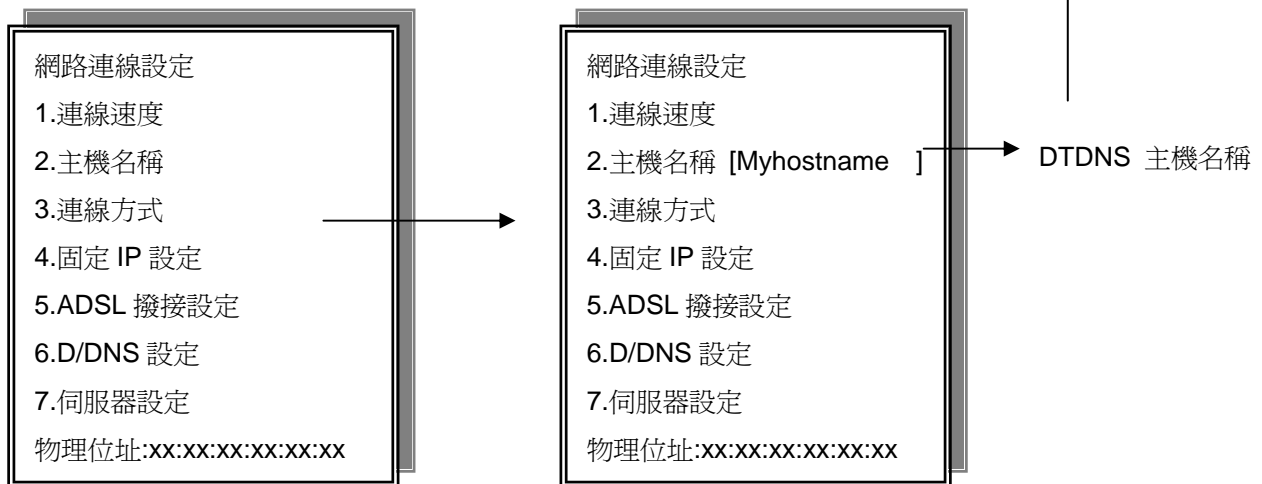 網路連線設定
1.連線速度
2.主機名稱
3.連線方式
4.固定 IP 設定
5.ADSL 撥接設定
6.D/DNS 設定
7.伺服器設定
物理位址:xx:xx:xx:xx:xx:xx
網路連線設定
1.連線速度
2.主機名稱 [Myhostname ]
3.連線方式
4.固定 IP 設定
5.ADSL 撥接設定
6.D/DNS 設定
7.伺服器設定
物理位址:xx:xx:xx:xx:xx:xx
DTDNS 主機名稱